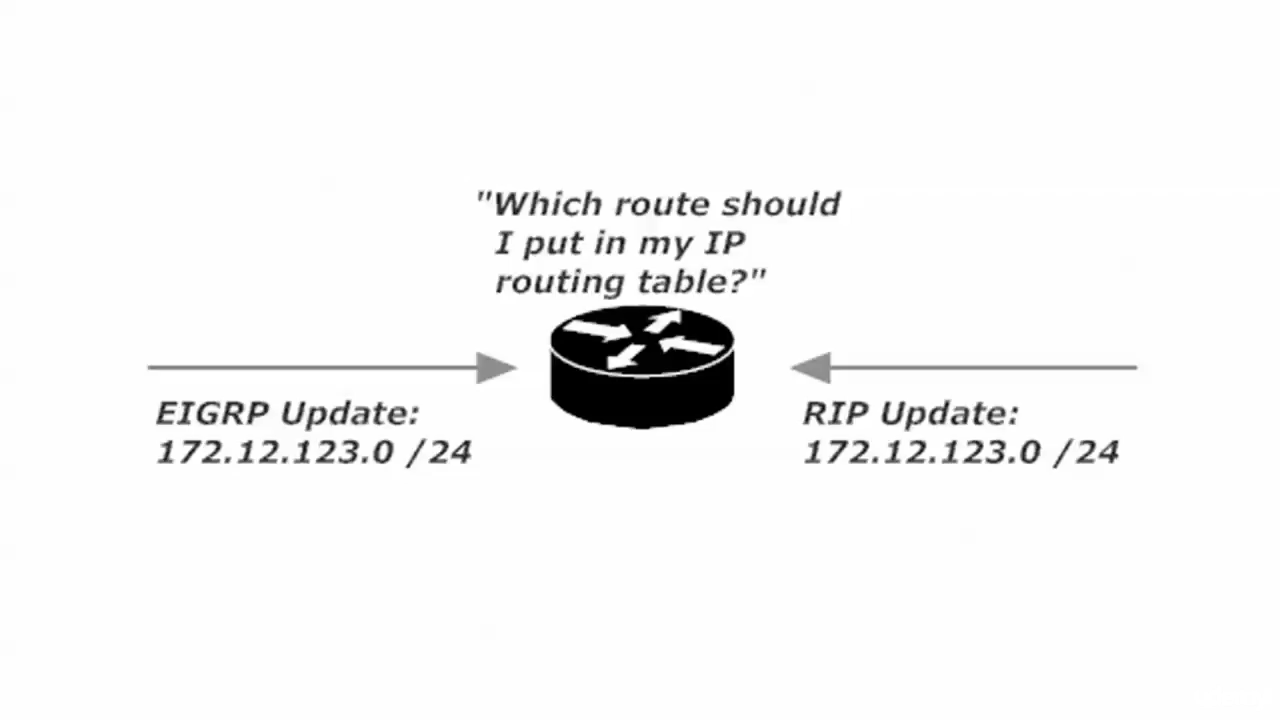 "Which route should
I put in my IP
routing table?"
EIGRP Update:
172.12.123.0 /24
RIP Update:
172.12.123.0 /24